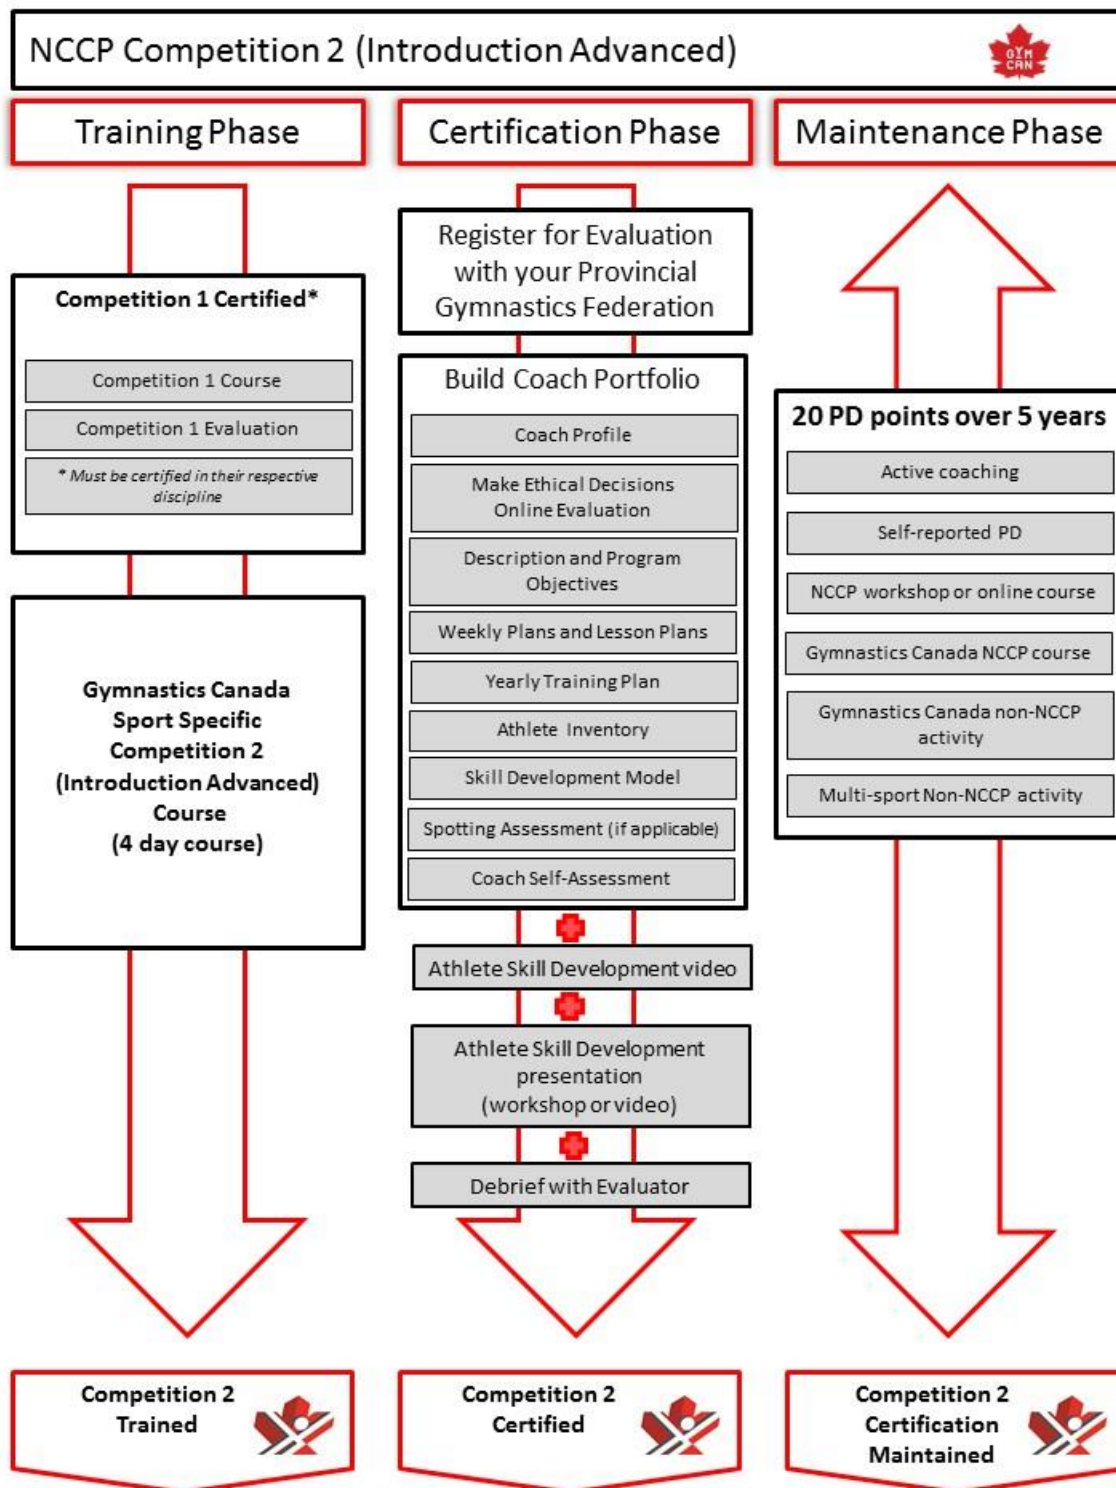 NCCP Competition 2 (Introduction Advanced)
GYM
CAN
Training Phase
Competition 1 Certified*
Competition 1 Course
Competition 1 Evaluation
* Must be certified in their respective
discipline
Gymnastics Canada
Sport Specific
Competition 2
(Introduction Advanced)
Course
(4 day course)
Competition 2
Trained
Certification Phase
Register for Evaluation
with your Provincial
Gymnastics Federation
Build Coach Portfolio
Coach Profile
Make Ethical Decisions
Online Evaluation
Description and Program
Objectives
Weekly Plans and Lesson Plans
Yearly Training Plan
Athlete Inventory
Skill Development Model
Spotting Assessment (if applicable)
Coach Self-Assessment
Athlete Skill Development video
Athlete Skill Development
presentation
(workshop or video)
Debrief with Evaluator
Competition 2
Certified
Maintenance Phase
20 PD points over 5 years
Active coaching
Self-reported PD
NCCP workshop or online course
Gymnastics Canada NCCP course
Gymnastics Canada non-NCCP
activity
Multi-sport Non-NCCP activity
Competition 2
Certification
Maintained